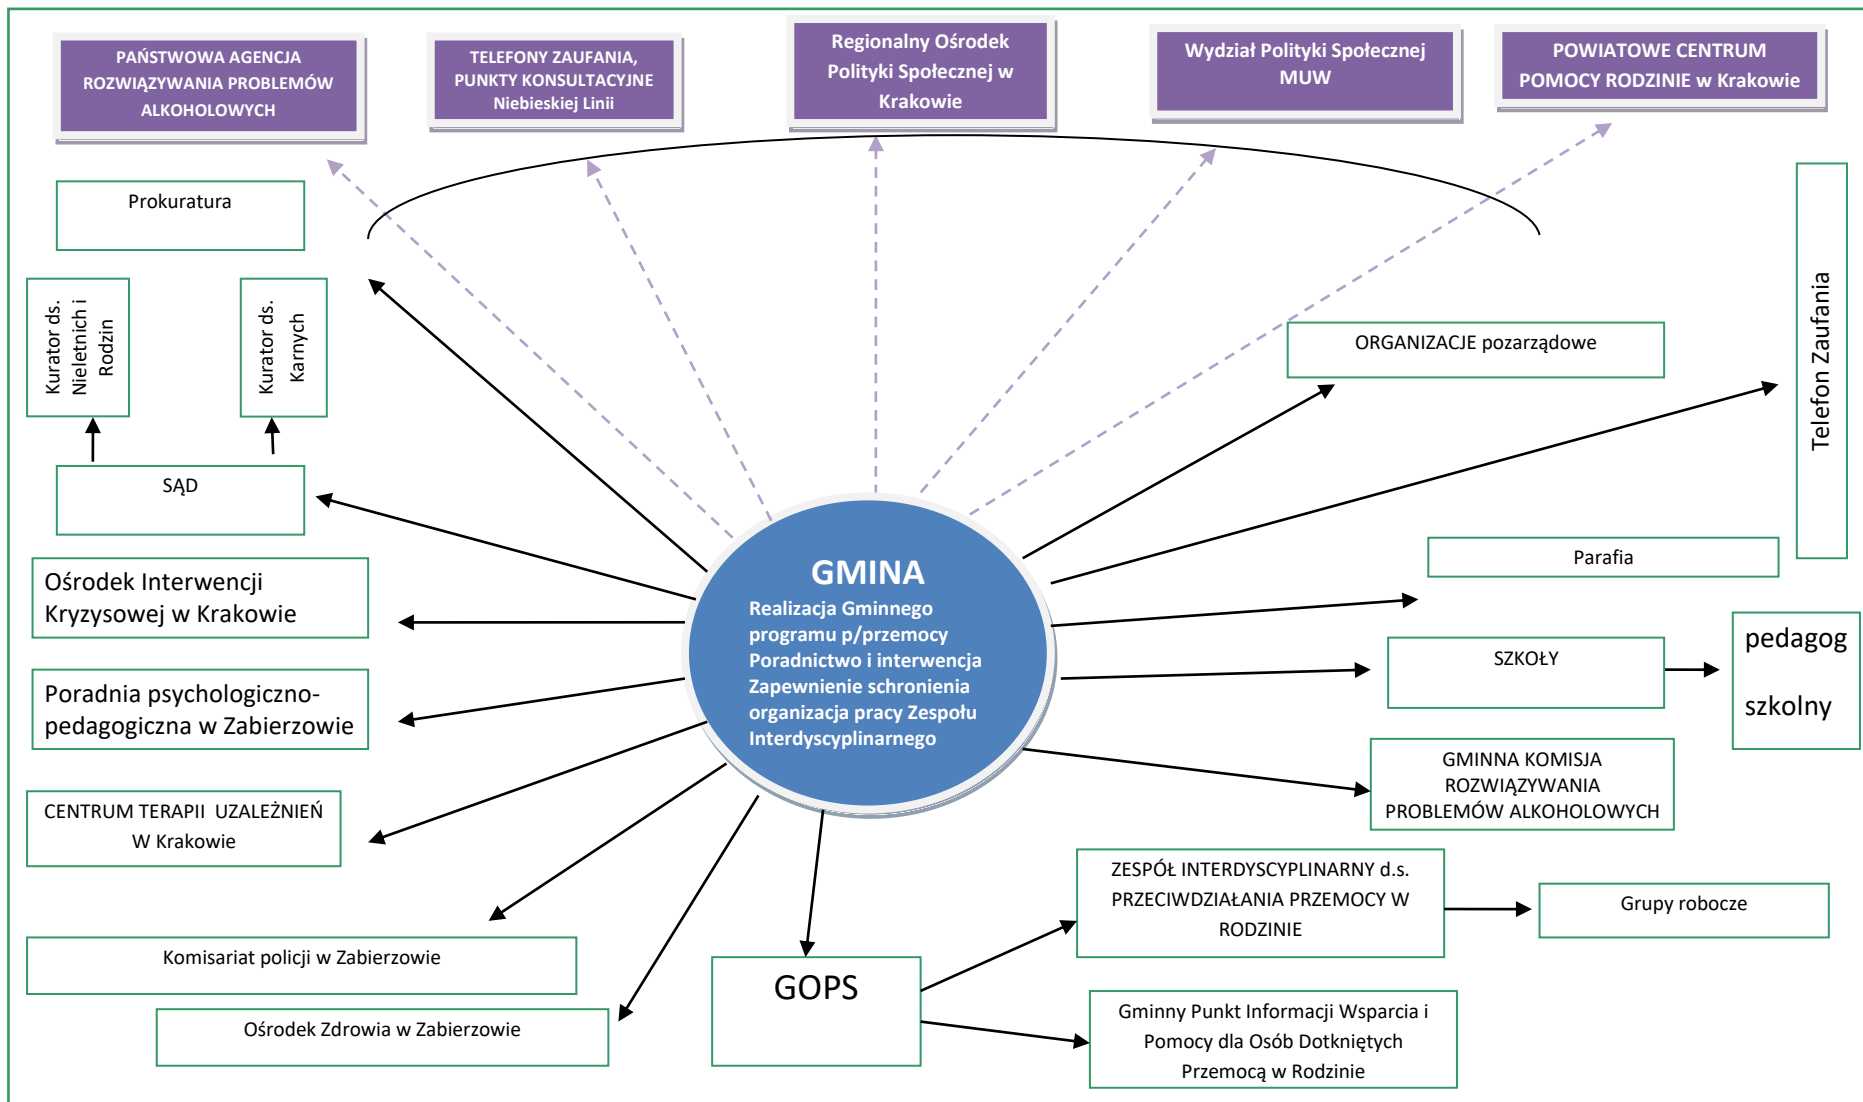 PAŃSTWOWA AGENCJA
ROZWIĄZYWANIA PROBLEMÓW
ALKOHOLOWYCH
TELEFONY ZAUFANIA,
PUNKTY KONSULTACYJNE
Niebieskiej Linii
Regionalny Ośrodek
Polityki Społecznej w
Krakowie
Wydział Polityki Społecznej
MUW
POWIATOWE CENTRUM
POMOCY RODZINIE w Krakowie
Prokuratura
Kurator ds.
Nieletnich i
Rodzin
Kurator ds.
Karnych
SĄD
Ośrodek Interwencji
Kryzysowej w Krakowie
Poradnia psychologiczno-
pedagogiczna w Zabierzowie
CENTRUM TERAPII UZALEŻNIEŃ
W Krakowie
Komisariat policji w Zabierzowie
Ośrodek Zdrowia w Zabierzowie
GMINA
Realizacja Gminnego
programu p/przemocy
Poradnictwo i interwencja
Zapewnienie schronienia
organizacja pracy Zespołu
Interdyscyplinarnego
ORGANIZACJE pozarządowe
Telefon Zaufania
Parafia
SZKOŁY
pedagog
szkolny
GMINNA KOMISJA
ROZWIĄZYWANIA
PROBLEMÓW ALKOHOLOWYCH
ZESPÓŁ INTERDYSCYPLINARNY d.s.
PRZECIWDZIAŁANIA PRZEMOCY W
RODZINIE
Grupy robocze
GOPS
Gminny Punkt Informacji Wsparcia i
Pomocy dla Osób Dotkniętych
Przemocą w Rodzinie